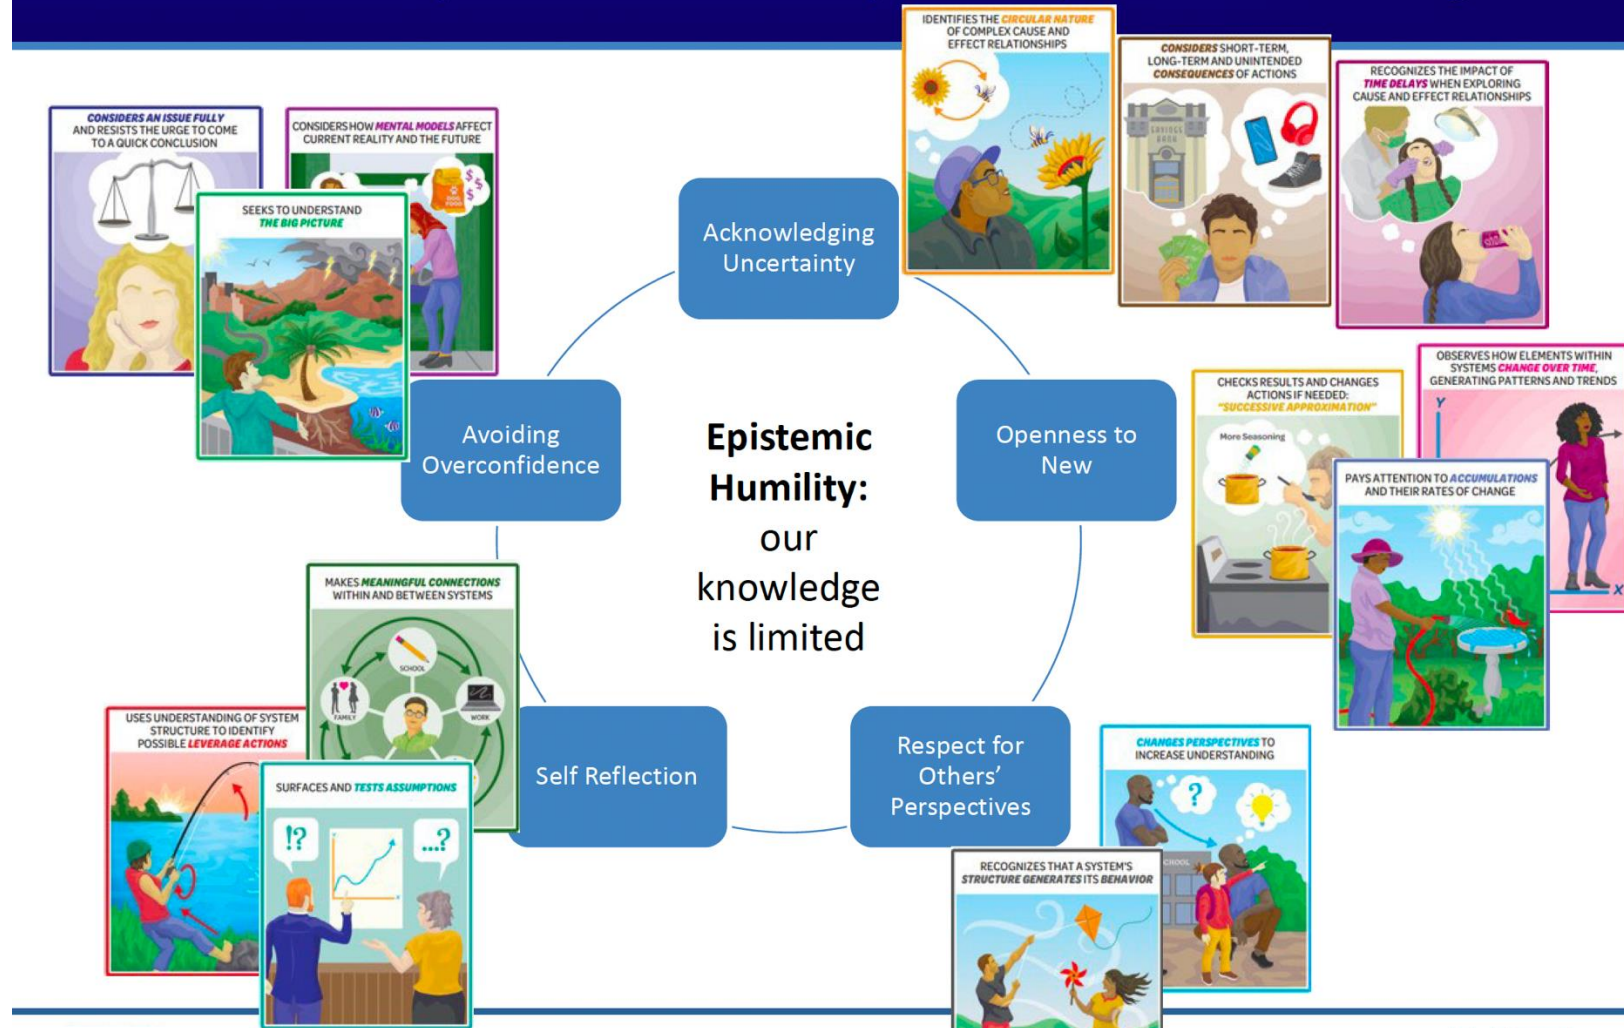 IDENTIFIES THE CIRCULAR NATURE
OF COMPLEX CAUSE AND
EFFECT RELATIONSHIPS
CONSIDERS SHORT-TERM,
LONG-TERM AND UNINTENDED
CONSEQUENCES OF ACTIONS
SAVINGS
BANK
RECOGNIZES THE IMPACT OF
TIME DELAYS WHEN EXPLORING
CAUSE AND EFFECT RELATIONSHIPS
CONSIDERS AN ISSUE FULLY
AND RESISTS THE URGE TO COME
TO A QUICK CONCLUSION
CONSIDERS HOW MENTAL MODELS AFFECT
CURRENT REALITY AND THE FUTURE
DOG
FOOD
$
$
$
SEEKS TO UNDERSTAND
THE BIG PICTURE
Acknowledging
Uncertainty
Avoiding
Overconfidence
Epistemic
Humility:
our
knowledge
is limited
Openness to
New
CHECKS RESULTS AND CHANGES
ACTIONS IF NEEDED:
"SUCCESSIVE APPROXIMATION"
More Seasoning
OBSERVES HOW ELEMENTS WITHIN
SYSTEMS CHANGE OVER TIME,
GENERATING PATTERNS AND TRENDS
Y
X
PAYS ATTENTION TO ACCUMULATIONS
AND THEIR RATES OF CHANGE
MAKES MEANINGFUL CONNECTIONS
WITHIN AND BETWEEN SYSTEMS
SCHOOL
FAMILY
WORK
USES UNDERSTANDING OF SYSTEM
STRUCTURE TO IDENTIFY
POSSIBLE LEVERAGE ACTIONS
SURFACES AND TESTS ASSUMPTIONS
!?
...?
Self Reflection
Respect for
Others'
Perspectives
CHANGES PERSPECTIVES TO
INCREASE UNDERSTANDING
?
SCHOOL
RECOGNIZES THAT A SYSTEM'S
STRUCTURE GENERATES ITS BEHAVIOR